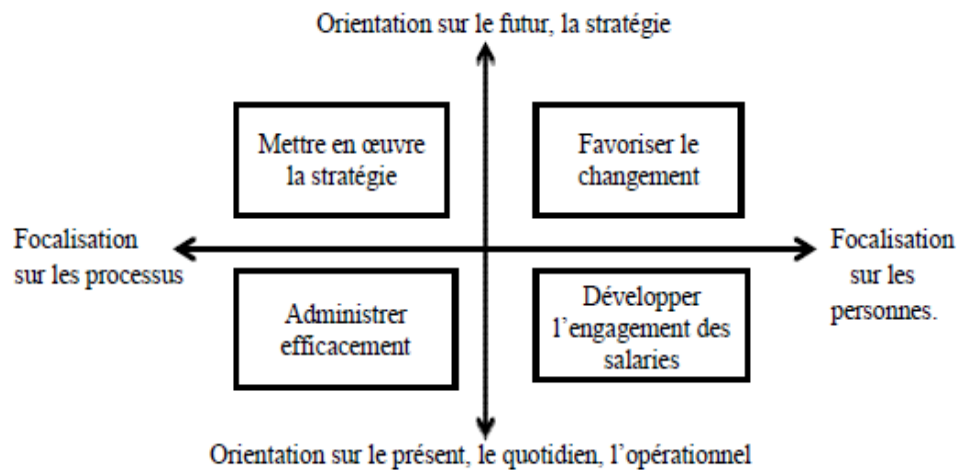 Orientation sur le futur, la stratégie
Mettre en œuvre
la stratégie
Favoriser le
changement
Focalisation
sur les processus
Focalisation
sur les
personnes.
Administrer
efficacement
Développer
l’engagement des
salaries
Orientation sur le présent, le quotidien, l’opérationnel